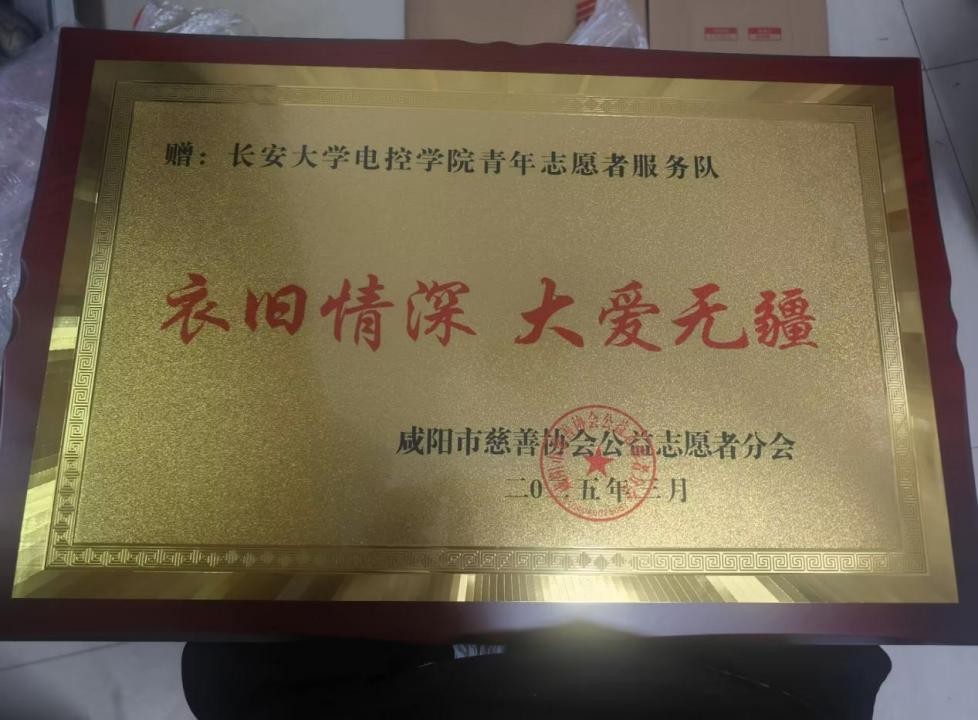 赠：长安大学电控学院青年志愿者服务队
衣旧情深 大爱无疆
咸阳市慈善协会公益志愿者分会
二0二五年三月